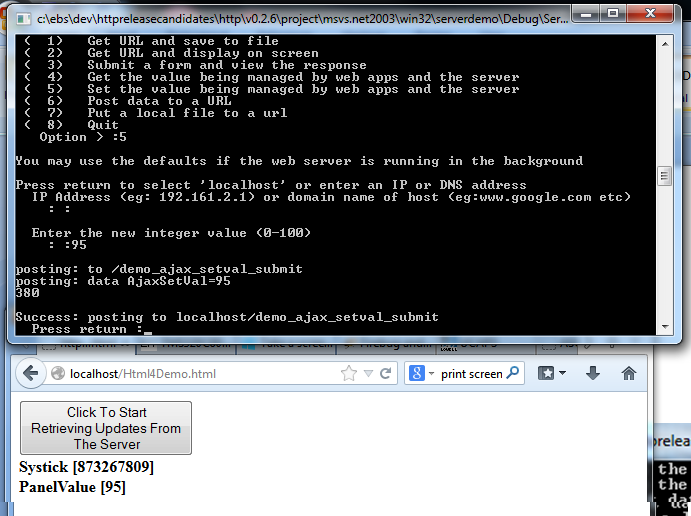 c:\ebs\dev\httpreleasecandidates\http\v0.2.6\project\msvs.net2003\win32\serverdemo\Debug\Ser...
( 1) Get URL and save to file
( 2) Get URL and display on screen
( 3) Submit a form and view the response
( 4) Get the value being managed by web apps and the server
( 5) Set the value being managed by web apps and the server
( 6) Post data to a URL
( 7) Put a local file to a url
( 8) Quit
Option > :5
You may use the defaults if the web server is running in the background
Press return to select 'localhost' or enter an IP or DNS address
IP Address (eg: 192.161.2.1) or domain name of host (eg:www.google.com etc)
: :
Enter the new integer value (0-100)
: :95
posting: to /demo_ajax_setval_submit
posting: data AjaxSetVal=95
380
Success: posting to localhost/demo_ajax_setval_submit
Press return :_
localhost/Html4Demo.html
8 print screen
Click To Start
Retrieving Updates From
The Server
Systick [873267809]
PanelValue [95]
the
the